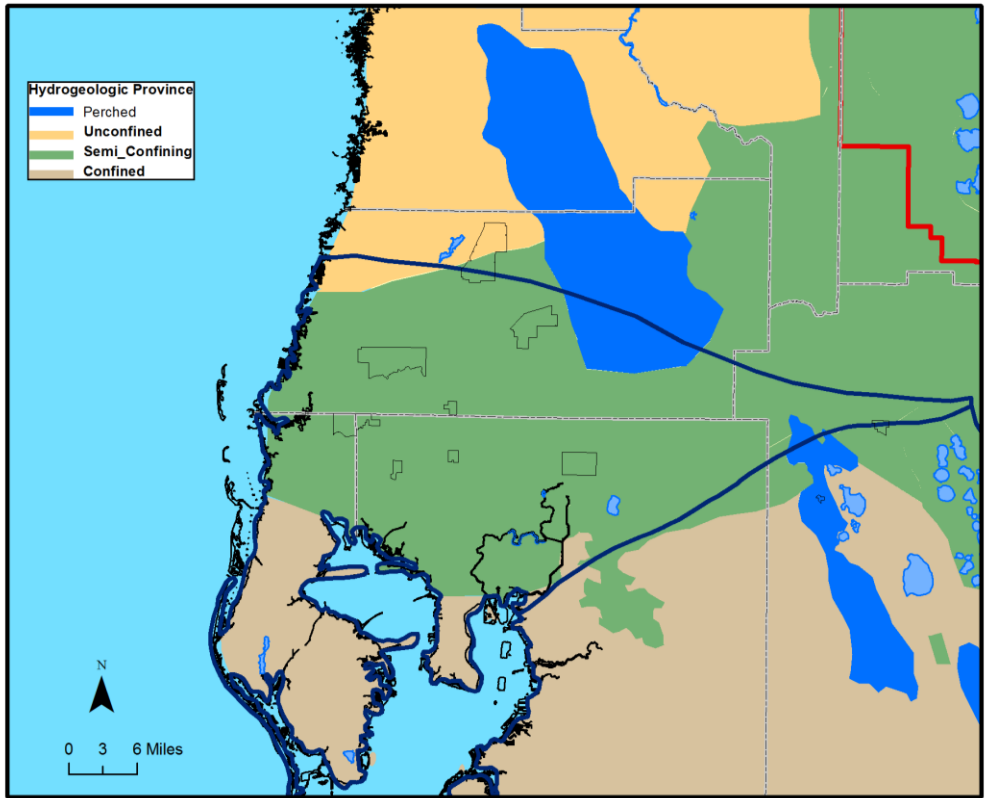 Hydrogeologic Province
Perched
Unconfined
Semi_Confining
Confined
N
0 3 6 Miles